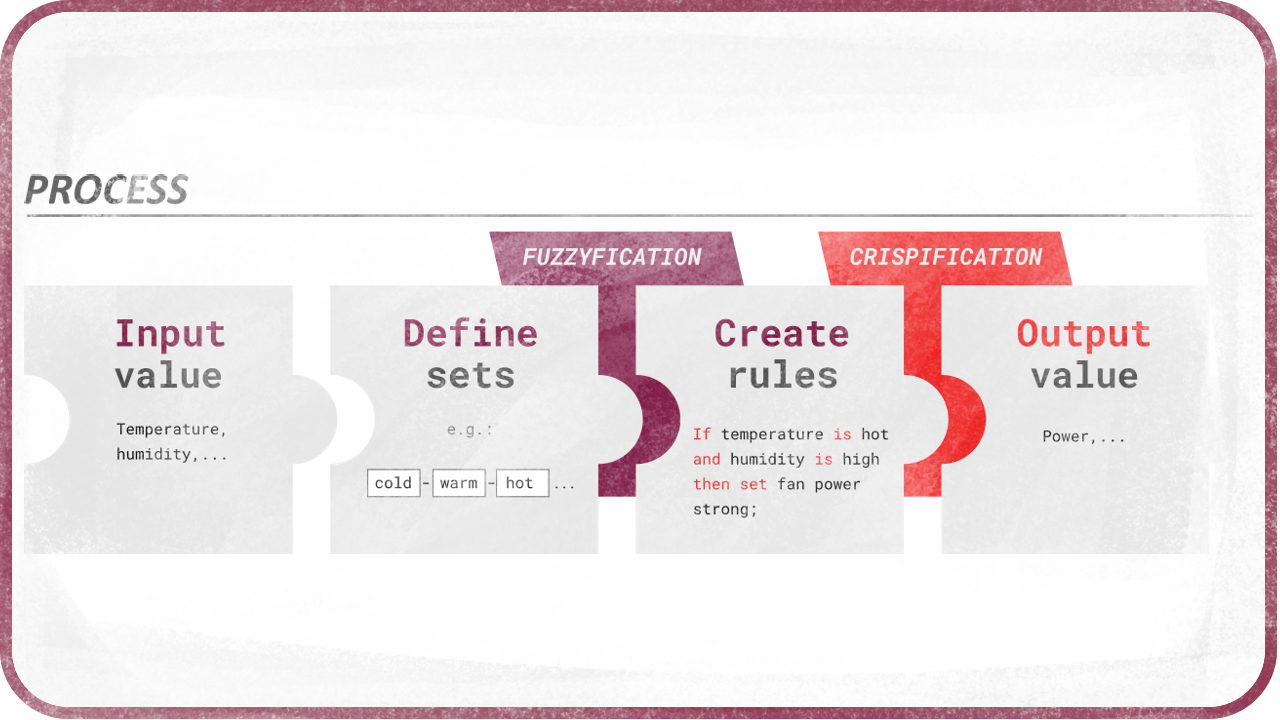 PROCESS
FUZZYFICATION
CRISPIFICATION
Input
value
Temperature,
humidity,...
Define
sets
e.g.:
cold - warm - hot ...
Create
rules
If temperature is hot
and humidity is high
then set fan power
strong;
Output
value
Power,...